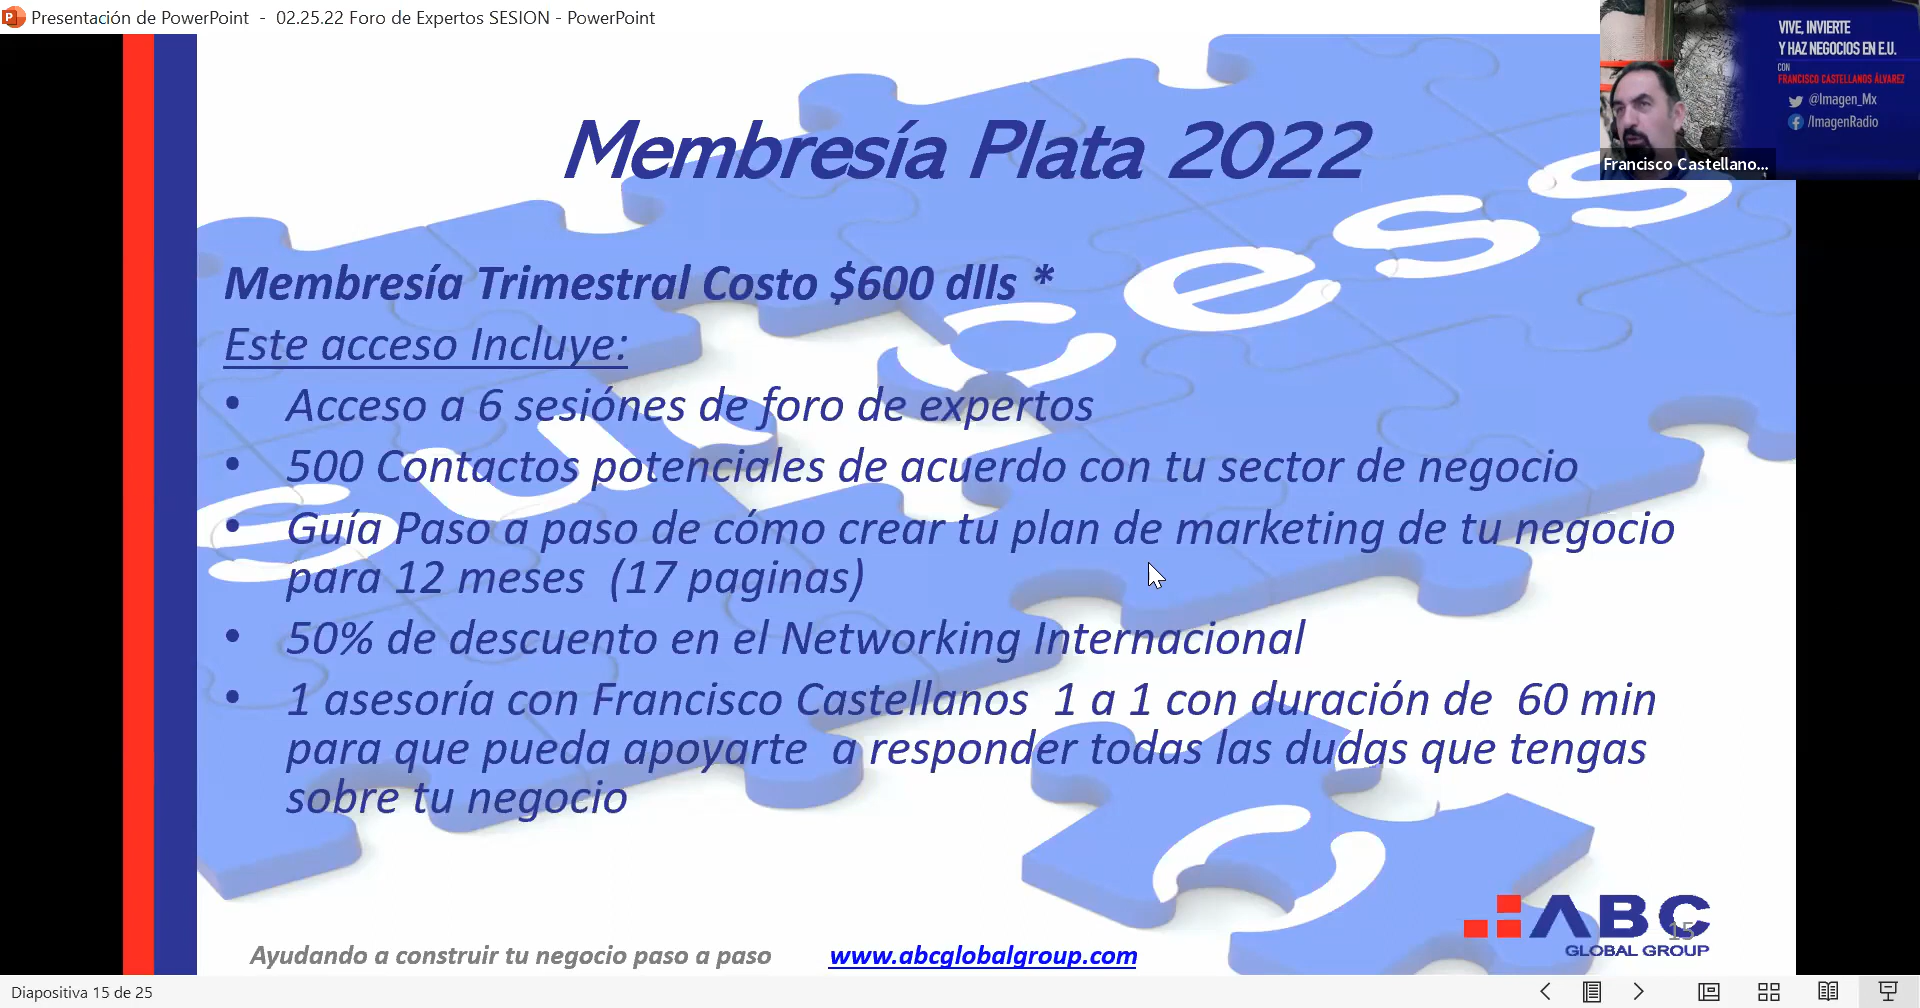 Presentación de PowerPoint - 02.25.22 Foro de Expertos SESION - PowerPoint
VIVE, INVIERTE
Y HAZ NEGOCIOS EN E.U.
CON
FRANCISCO CASTELLANOS ÁLVAREZ
@Imagen_Mx
/ImagenRadio
Francisco Castellano...
Membresía Plata 2022
success
Membresía Trimestral Costo $600 dlls *
Este acceso Incluye:
• Acceso a 6 sesiónes de foro de expertos
• 500 Contactos potenciales de acuerdo con tu sector de negocio
• Guía Paso a paso de cómo crear tu plan de marketing de tu negocio
para 12 meses (17 paginas)
• 50% de descuento en el Networking Internacional
• 1 asesoría con Francisco Castellanos 1 a 1 con duración de 60 min
para que pueda apoyarte a responder todas las dudas que tengas
sobre tu negocio
Ayudando a construir tu negocio paso a paso
www.abcglobalgroup.com
ABC
15
GLOBAL GROUP
Diapositiva 15 de 25